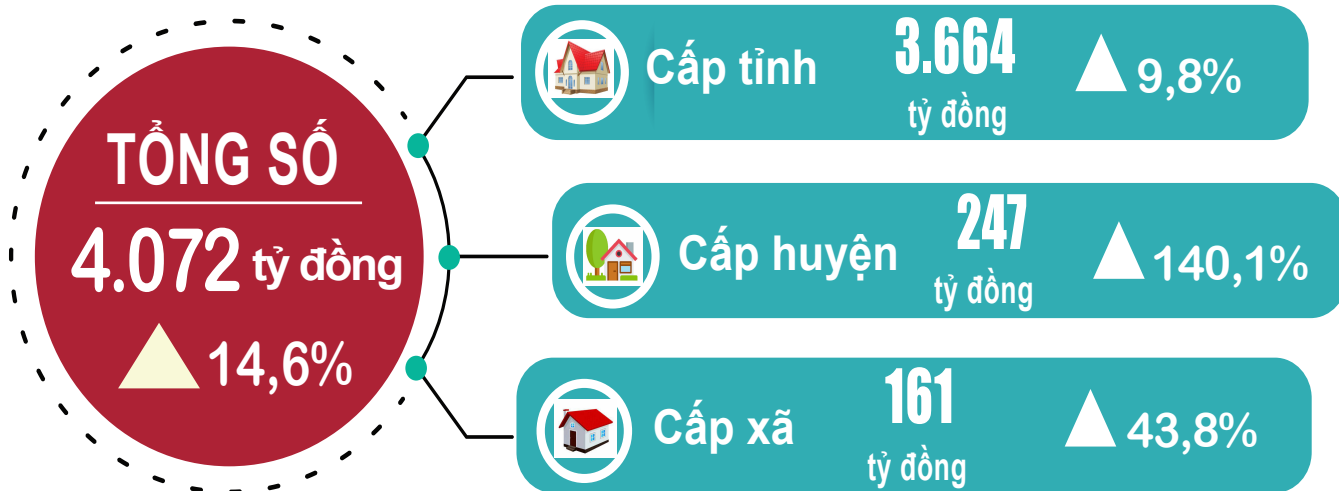 TỔNG SỐ
4.072 tỷ đồng
14,6%
Cấp tỉnh
3.664
tỷ đồng
9,8%
Cấp huyện
247
tỷ đồng
140,1%
Cấp xã
161
tỷ đồng
43,8%